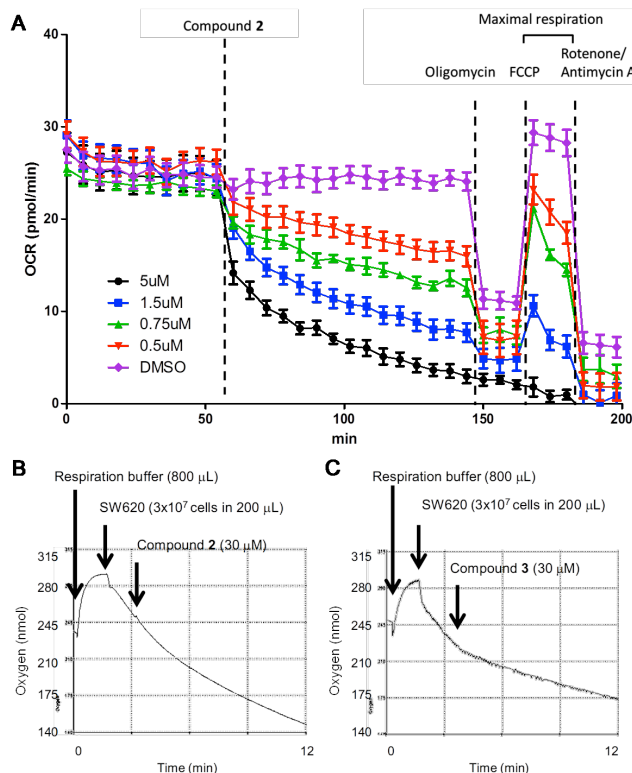 A
Compound 2
Maximal respiration
Oligomycin
FCCP
Rotenone/
Antimycin A
40
30
20
10
0
OCR (pmol/min)
5uM
1.5uM
0.75uM
0.5uM
DMSO
0
50
100
150
200
min
B
Respiration buffer (800 µL)
SW620 (3x10⁷ cells in 200 µL)
Compound 2 (30 µM)
315
280
245
210
175
140
Oxygen (nmol)
0
12
Time (min)
C
Respiration buffer (800 µL)
SW620 (3x10⁷ cells in 200 µL)
Compound 3 (30 µM)
315
280
245
210
175
140
Oxygen (nmol)
0
12
Time (min)